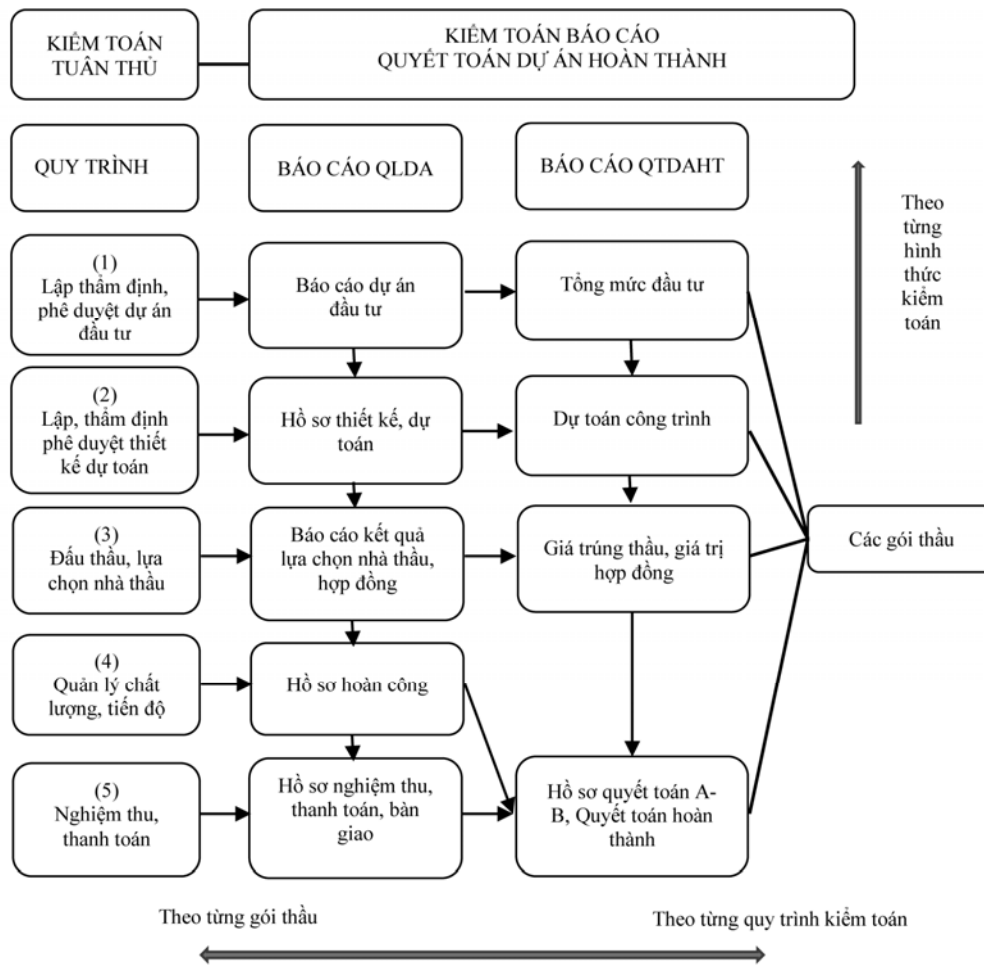 KIỂM TOÁN
TUÂN THỦ
KIỂM TOÁN BÁO CÁO
QUYẾT TOÁN DỰ ÁN HOÀN THÀNH
QUY TRÌNH
BÁO CÁO QLDA
BÁO CÁO QTDAHT
Theo
từng
hình
thức
kiểm
toán
(1)
Lập thẩm định,
phê duyệt dự án
đầu tư
Báo cáo dự án
đầu tư
Tổng mức đầu tư
(2)
Lập, thẩm định
phê duyệt thiết
kế dự toán
Hồ sơ thiết kế, dự
toán
Dự toán công trình
(3)
Đấu thầu, lựa
chọn nhà thầu
Báo cáo kết quả
lựa chọn nhà thầu,
hợp đồng
Giá trúng thầu, giá trị
hợp đồng
Các gói thầu
(4)
Quản lý chất
lượng, tiến độ
Hồ sơ hoàn công
(5)
Nghiệm thu,
thanh toán
Hồ sơ nghiệm thu,
thanh toán, bàn
giao
Hồ sơ quyết toán A-
B, Quyết toán hoàn
thành
Theo từng gói thầu
Theo từng quy trình kiểm toán